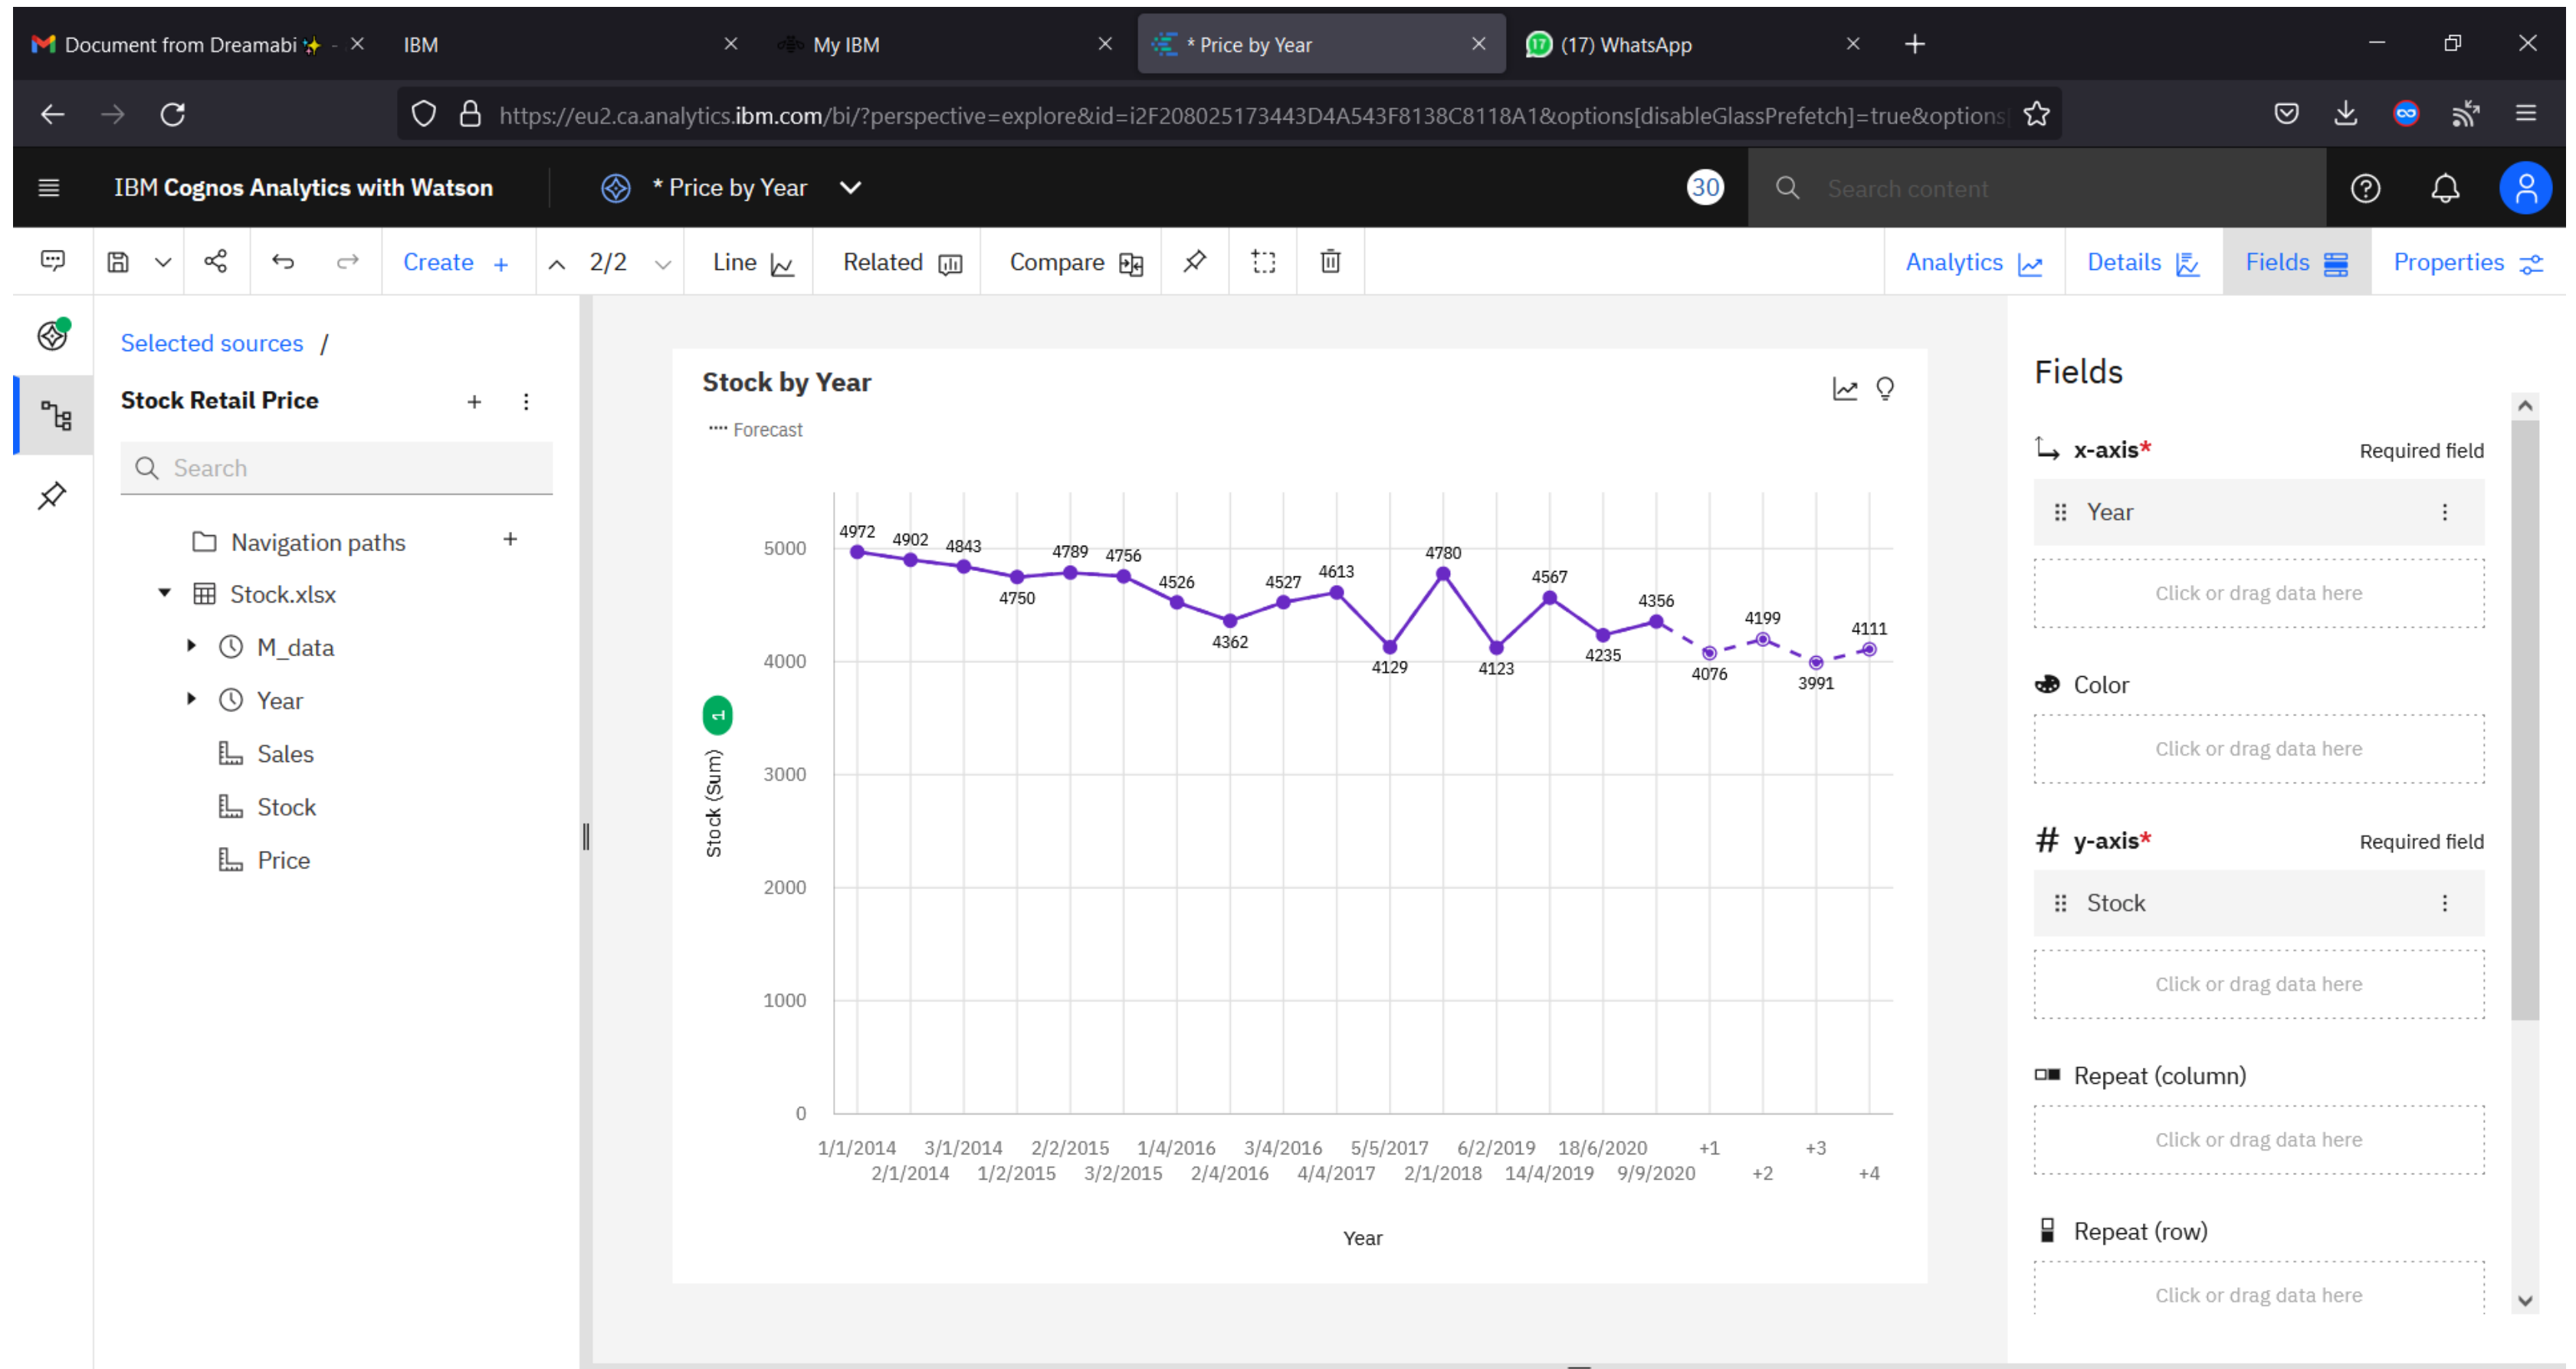 Document from Dreamabi ✨ -
IBM
My IBM
* Price by Year
(17) WhatsApp
https://eu2.ca.analytics.ibm.com/bi/?perspective=explore&id=i2F208025173443D4A543F8138C8118A1&options[disableGlassPrefetch]=true&options
IBM Cognos Analytics with Watson
* Price by Year
30
Search content
Create +
2/2
Line
Related
Compare
Analytics
Details
Fields
Properties
Selected sources /
Stock Retail Price
Search
Navigation paths
Stock.xlsx
M_data
Year
Sales
Stock
Price
Stock by Year
Forecast
4972 4902 4843 4750 4789 4756 4526 4362 4527 4613 4129 4780 4123 4567 4235 4356 4076 4199 3991 4111
5000
4000
3000
2000
1000
0
1
Stock (Sum)
1/1/2014 3/1/2014 2/2/2015 1/4/2016 3/4/2016 5/5/2017 6/2/2019 18/6/2020 +1 +3
2/1/2014 1/2/2015 3/2/2015 2/4/2016 4/4/2017 2/1/2018 14/4/2019 9/9/2020 +2 +4
Year
Fields
x-axis* Required field
Year
Click or drag data here
Color
Click or drag data here
# y-axis* Required field
Stock
Click or drag data here
Repeat (column)
Click or drag data here
Repeat (row)
Click or drag data here